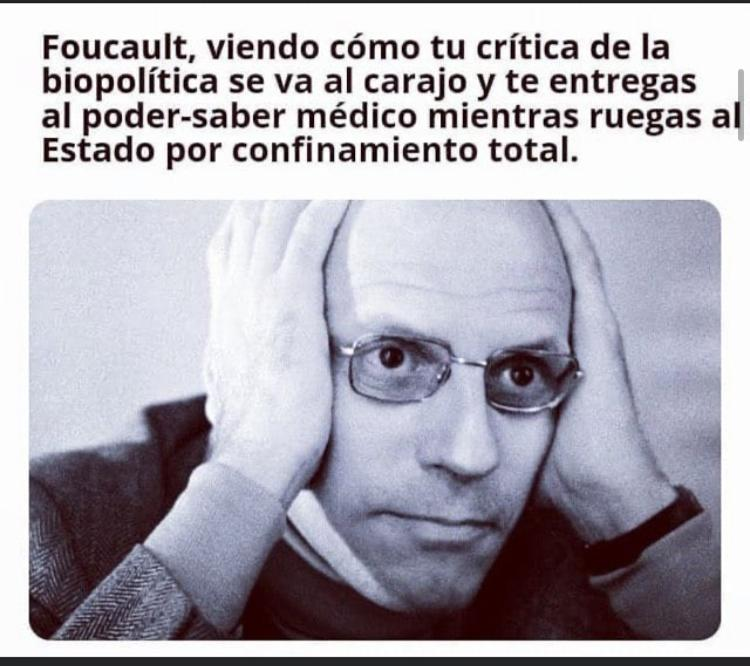 Foucault, viendo cómo tu crítica de la
biopolítica se va al carajo y te entregas
al poder-saber médico mientras ruegas al
Estado por confinamiento total.